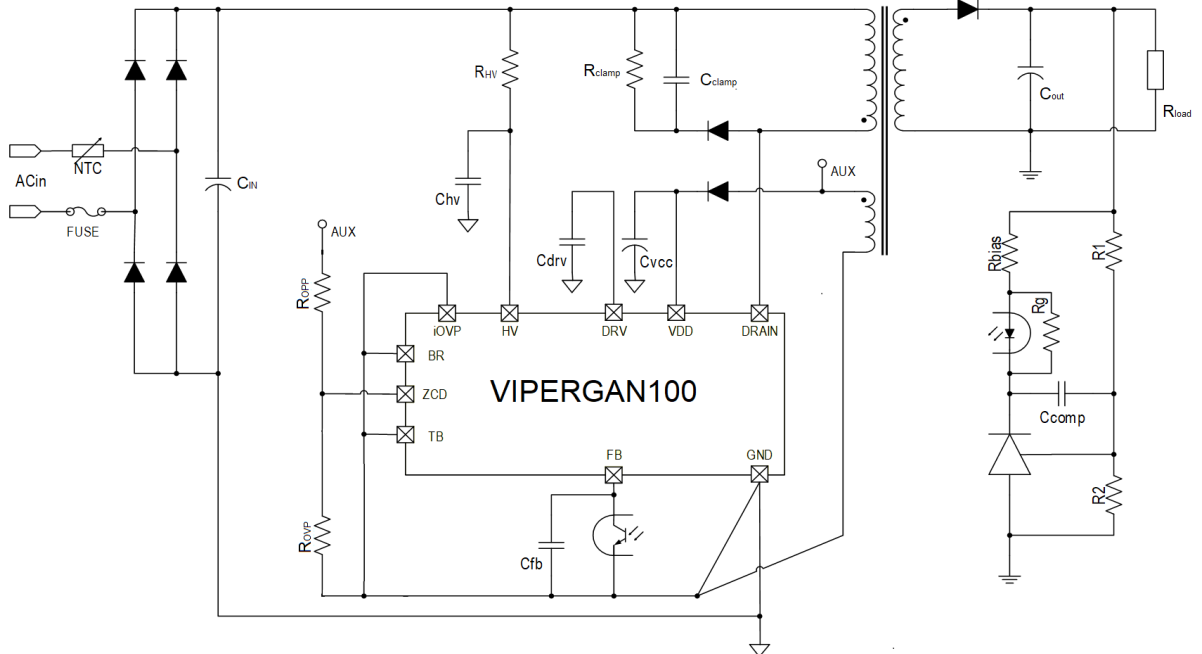 RHV
Rclamp
Cclamp
Cout
Rload
NTC
ACin
CIN
FUSE
Chv
AUX
AUX
Cdrv
Cvcc
Rbias
R1
ROPP
Rg
iOVP
HV
DRV
VDD
DRAIN
BR
ZCD
TB
VIPERGAN100
Ccomp
FB
GND
R2
ROVP
Cfb